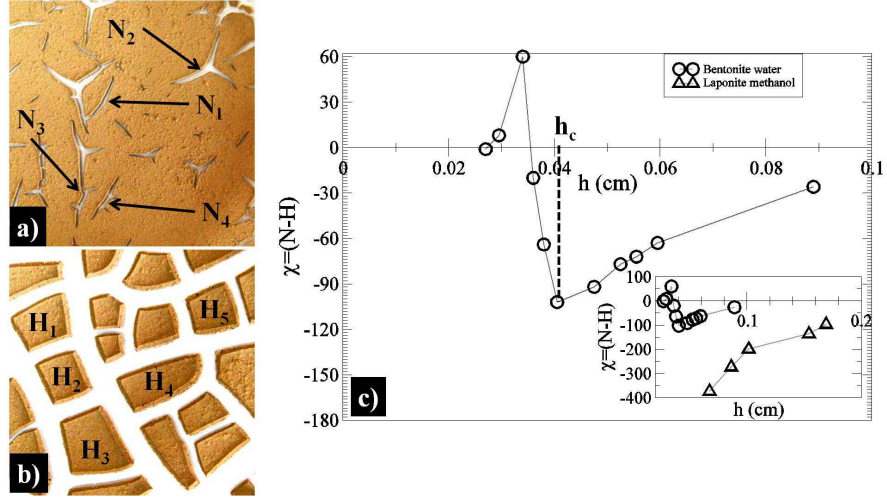 N₂
N₁
N₃
N₄
a)
H₁
H₂
H₃
H₄
H₅
b)
60
30
0
-30
-60
-90
-120
-150
-180
χ=(N-H)
0
0.02
0.04
0.06
0.08
0.1
h (cm)
h_c
Bentonite water
Laponite methanol
c)
100
0
-100
-200
-300
-400
χ=(N-H)
0.1
0.2
h (cm)